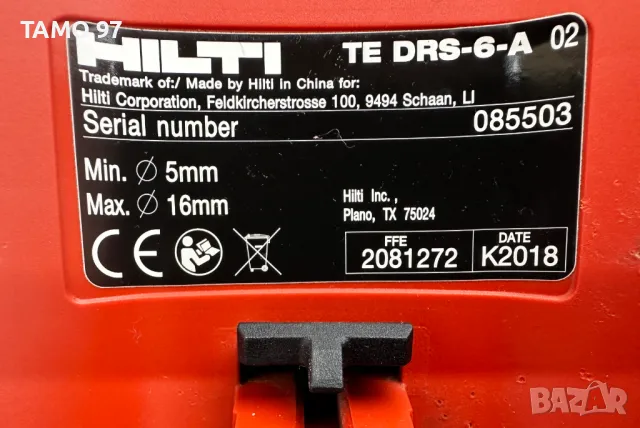 TAMO 97
HILTI TE DRS-6-A 02
Trademark of:/ Made by Hilti in China for:
Hilti Corporation, Feldkircherstrosse 100, 9494 Schaan, LI
Serial number 085503
Min. Ø 5mm
Max. Ø 16mm
Hilti Inc.,
Plano, TX 75024
CE
FFE DATE
2081272 K2018
BAZAR